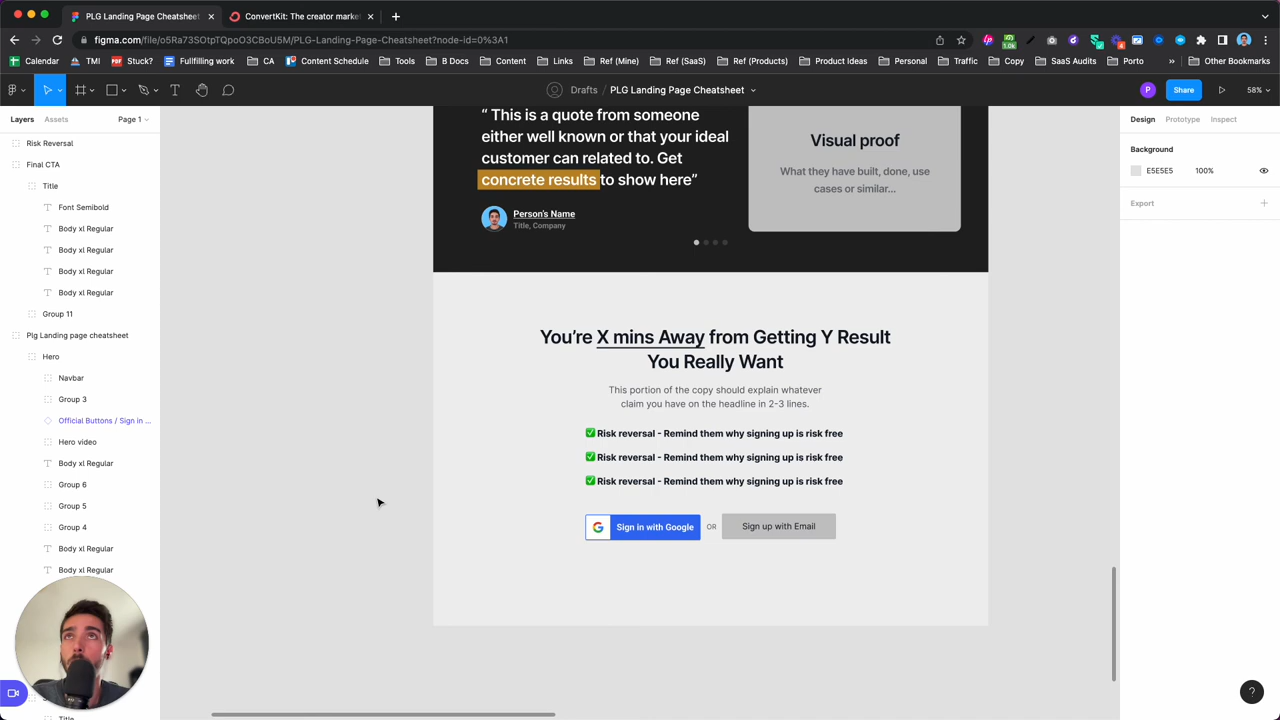 PLG Landing Page Cheatsheet
ConvertKit: The creator market
figma.com/file/o5Ra73SOtpTQpoO3CBoU5M/PLG-Landing-Page-Cheatsheet?node-id=0%3A1
1.0k
Calendar TMI Stuck? Fullfilling work CA Content Schedule Tools B Docs Content Links Ref (Mine) Ref (SaaS) Ref (Products) Product Ideas Personal Traffic Copy SaaS Audits Porto Other Bookmarks
Drafts / PLG Landing Page Cheatsheet
P Share 58%
Layers Assets Page 1
Design Prototype Inspect
Risk Reversal
Final CTA
Title
Font Semibold
Body xl Regular
Body xl Regular
Body xl Regular
Body xl Regular
Group 11
Plg Landing page cheatsheet
Hero
Navbar
Group 3
Official Buttons / Sign in ...
Hero video
Body xl Regular
Group 6
Group 5
Group 4
Body xl Regular
Body xl Regular
Title
“ This is a quote from someone
either well known or that your ideal
customer can related to. Get
concrete results to show here”
Person’s Name
Title, Company
Visual proof
What they have built, done, use
cases or similar...
You’re X mins Away from Getting Y Result
You Really Want
This portion of the copy should explain whatever
claim you have on the headline in 2-3 lines.
✅ Risk reversal - Remind them why signing up is risk free
✅ Risk reversal - Remind them why signing up is risk free
✅ Risk reversal - Remind them why signing up is risk free
Sign in with Google OR Sign up with Email
Background
E5E5E5 100%
Export
?